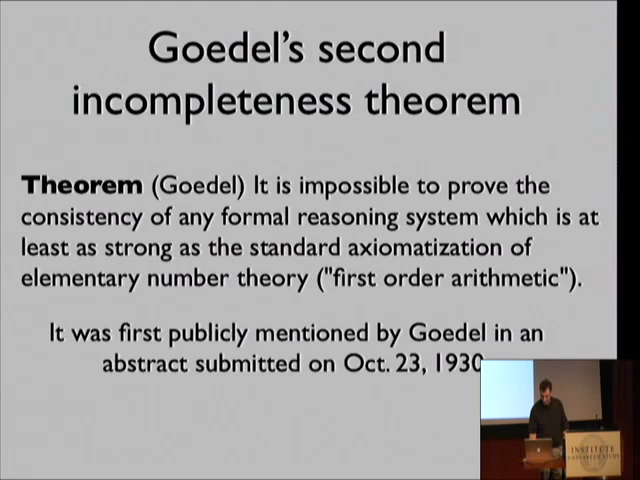 Goedel's second
incompleteness theorem
Theorem (Goedel) It is impossible to prove the
consistency of any formal reasoning system which is at
least as strong as the standard axiomatization of
elementary number theory ("first order arithmetic").
It was first publicly mentioned by Goedel in an
abstract submitted on Oct. 23, 1930
INSTITUTE
ADVANCED STUDY